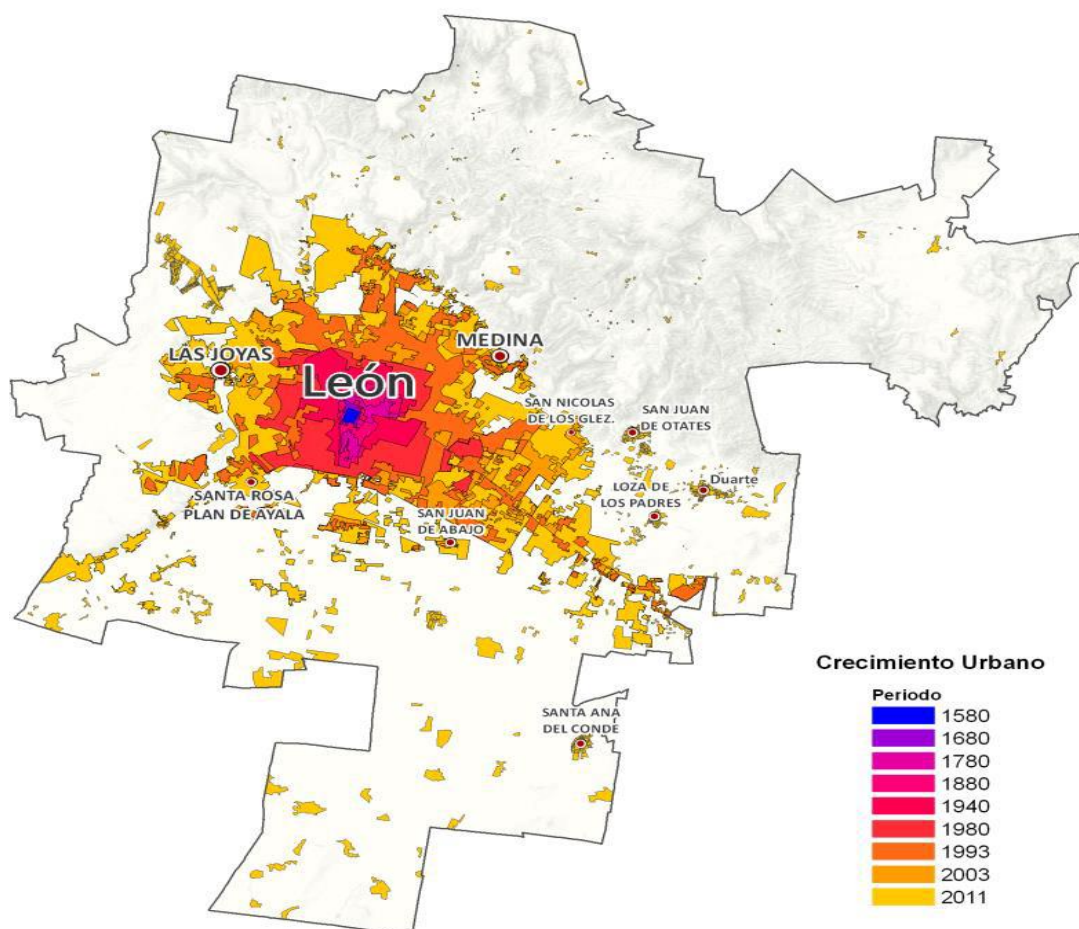 LAS JOYAS
León
MEDINA
SAN NICOLAS
DE LOS GLEZ.
SAN JUAN
DE OTATES
Duarte
LOZA DE
LOS PADRES
SANTA ROSA
PLAN DE AYALA
SAN JUAN
DE ABAJO
SANTA ANA
DEL CONDE
Crecimiento Urbano
Periodo
1580
1680
1780
1880
1940
1980
1993
2003
2011